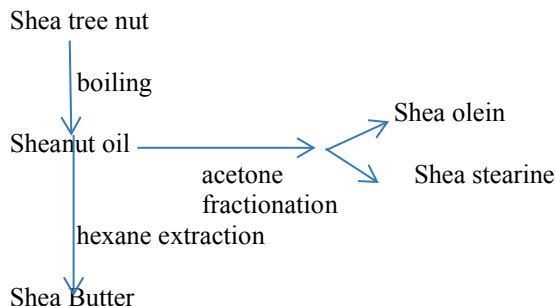 Shea tree nut
boiling
Shea olein
Sheanut oil
Shea stearine
acetone
fractionation
hexane extraction
Shea Butter